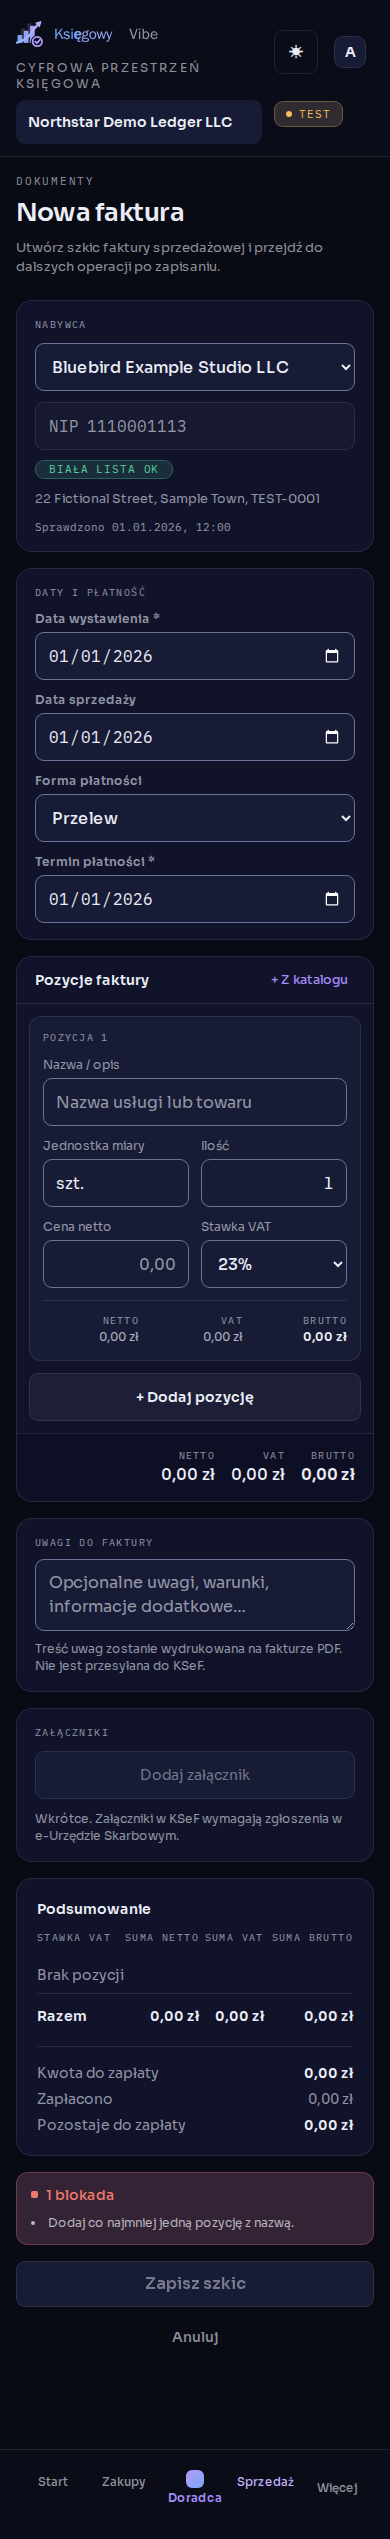 Księgowy Vibe
CYFROWA PRZESTRZEŃ
KSIĘGOWA
☀
A
Northstar Demo Ledger LLC
TEST
DOKUMENTY
Nowa faktura
Utwórz szkic faktury sprzedażowej i przejdź do
dalszych operacji po zapisaniu.
NABYWCA
Bluebird Example Studio LLC
NIP 1110001113
BIAŁA LISTA OK
22 Fictional Street, Sample Town, TEST-0001
Sprawdzono 01.01.2026, 12:00
DATY I PŁATNOŚĆ
Data wystawienia *
01/01/2026
Data sprzedaży
01/01/2026
Forma płatności
Przelew
Termin płatności *
01/01/2026
Pozycje faktury
+ Z katalogu
POZYCJA 1
Nazwa / opis
Nazwa usługi lub towaru
Jednostka miary Ilość
szt. 1
Cena netto Stawka VAT
0,00 23%
NETTO VAT BRUTTO
0,00 zł 0,00 zł 0,00 zł
+ Dodaj pozycję
NETTO VAT BRUTTO
0,00 zł 0,00 zł 0,00 zł
UWAGI DO FAKTURY
Opcjonalne uwagi, warunki,
informacje dodatkowe...
Treść uwag zostanie wydrukowana na fakturze PDF.
Nie jest przesyłana do KSeF.
ZAŁĄCZNIKI
Dodaj załącznik
Wkrótce. Załączniki w KSeF wymagają zgłoszenia w
e-Urzędzie Skarbowym.
Podsumowanie
STAWKA VAT SUMA NETTO SUMA VAT SUMA BRUTTO
Brak pozycji
Razem 0,00 zł 0,00 zł 0,00 zł
Kwota do zapłaty 0,00 zł
Zapłacono 0,00 zł
Pozostaje do zapłaty 0,00 zł
1 blokada
• Dodaj co najmniej jedną pozycję z nazwą.
Zapisz szkic
Anuluj
Start Zakupy Doradca Sprzedaż Więcej